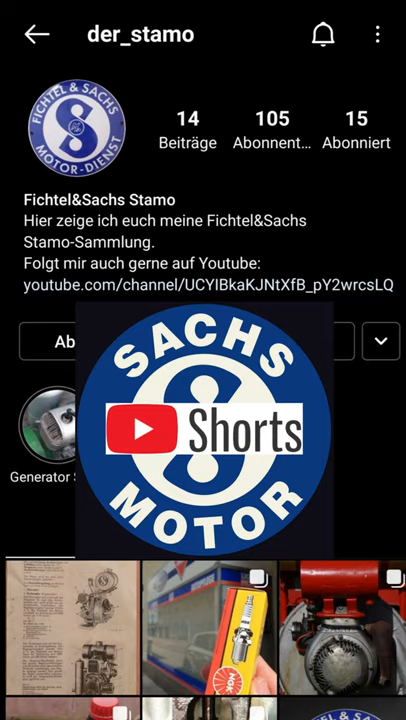 der_stamo
FICHTEL & SACHS
MOTOR-DIENST
14
Beiträge
105
Abonnent...
15
Abonniert
Fichtel&Sachs Stamo
Hier zeige ich euch meine Fichtel&Sachs
Stamo-Sammlung.
Folgt mir auch gerne auf Youtube:
youtube.com/channel/UCYIBkaKJNtXfB_pY2wrcsLQ
Ab
SACHS
Shorts
MOTOR
Generator S
NGK